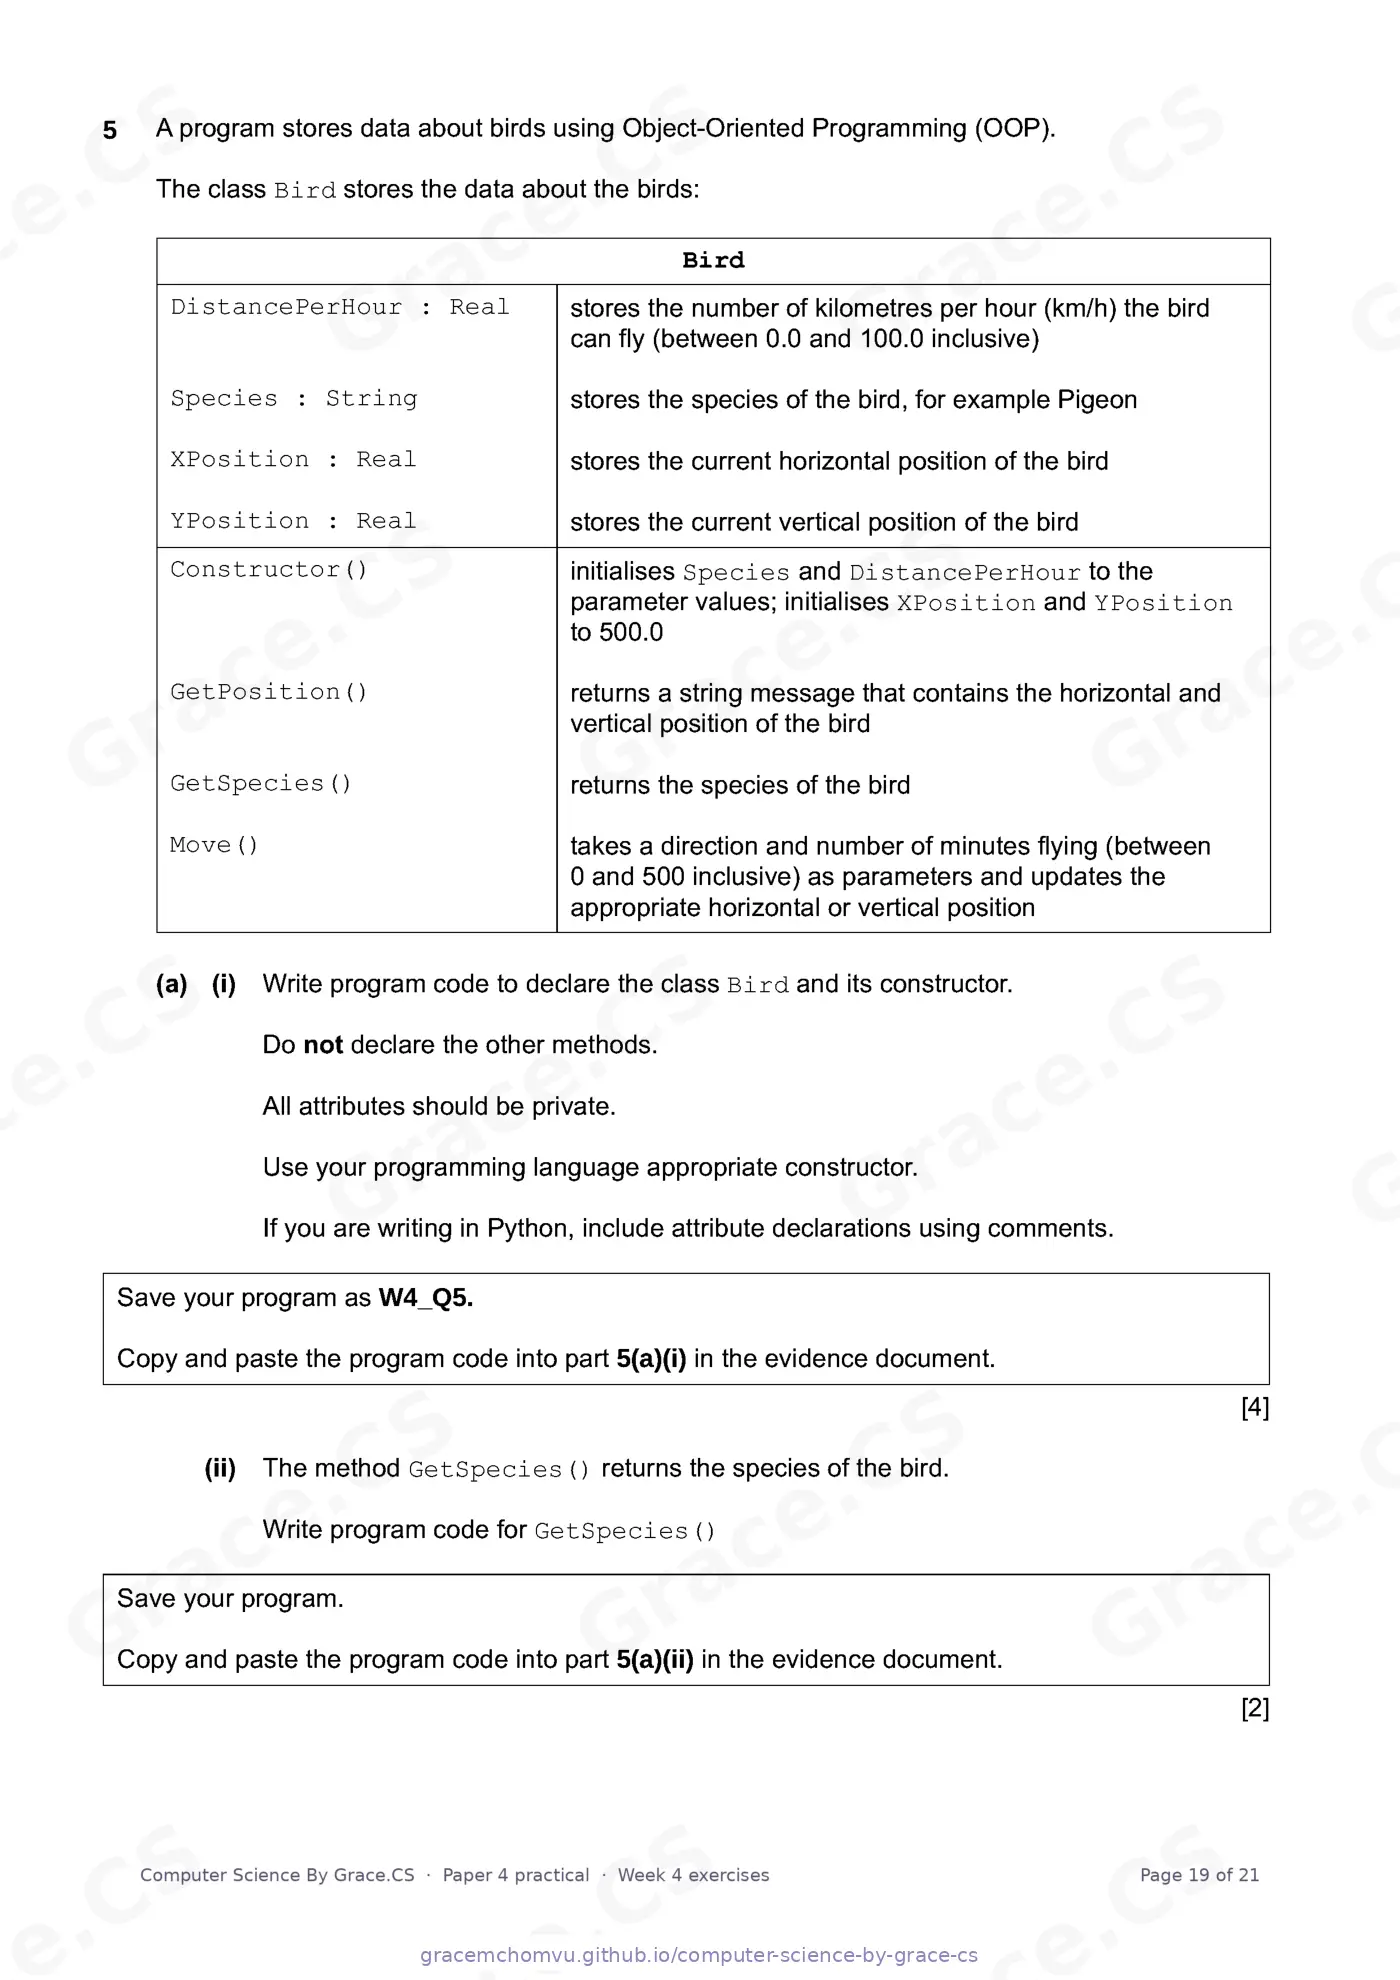 5 A program stores data about birds using Object-Oriented Programming (OOP).
The class Bird stores the data about the birds:
Bird
DistancePerHour : Real stores the number of kilometres per hour (km/h) the bird
can fly (between 0.0 and 100.0 inclusive)
Species : String stores the species of the bird, for example Pigeon
XPosition : Real stores the current horizontal position of the bird
YPosition : Real stores the current vertical position of the bird
Constructor() initialises Species and DistancePerHour to the
parameter values; initialises XPosition and YPosition
to 500.0
GetPosition() returns a string message that contains the horizontal and
vertical position of the bird
GetSpecies() returns the species of the bird
Move() takes a direction and number of minutes flying (between
0 and 500 inclusive) as parameters and updates the
appropriate horizontal or vertical position
(a) (i) Write program code to declare the class Bird and its constructor.
Do not declare the other methods.
All attributes should be private.
Use your programming language appropriate constructor.
If you are writing in Python, include attribute declarations using comments.
Save your program as W4_Q5.
Copy and paste the program code into part 5(a)(i) in the evidence document.
[4]
(ii) The method GetSpecies() returns the species of the bird.
Write program code for GetSpecies()
Save your program.
Copy and paste the program code into part 5(a)(ii) in the evidence document.
[2]
Computer Science By Grace.CS · Paper 4 practical · Week 4 exercises Page 19 of 21
gracemchomvu.github.io/computer-science-by-grace-cs
Grace.CS